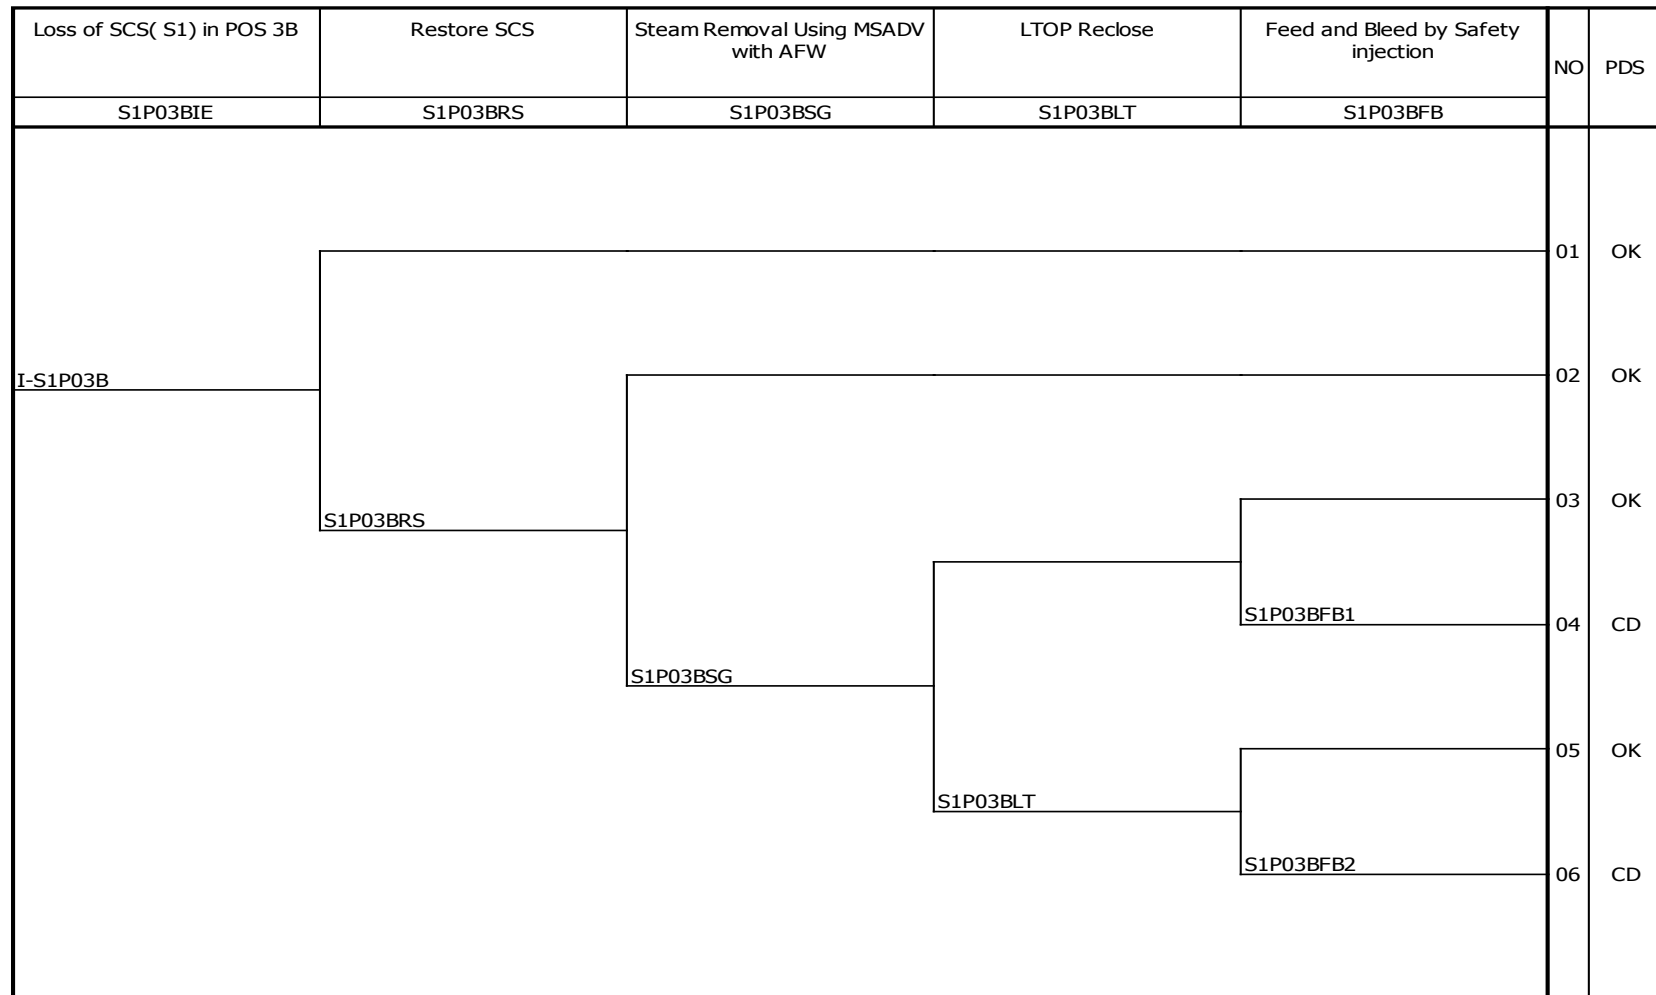 Loss of SCS( S1) in POS 3B
Restore SCS
Steam Removal Using MSADV
with AFW
LTOP Reclose
Feed and Bleed by Safety
injection
NO
PDS
S1P03BIE
S1P03BRS
S1P03BSG
S1P03BLT
S1P03BFB
01 OK
I-S1P03B
02 OK
03 OK
S1P03BRS
S1P03BFB1
04 CD
S1P03BSG
05 OK
S1P03BLT
S1P03BFB2
06 CD